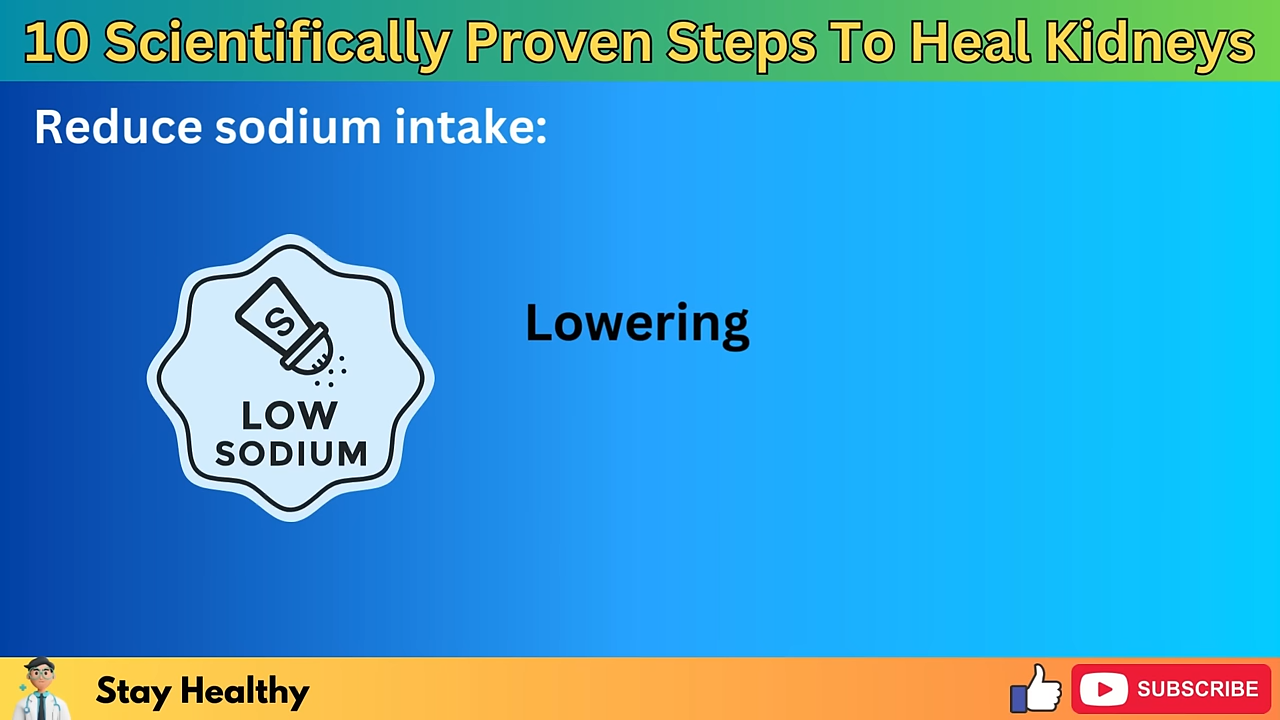 10 Scientifically Proven Steps To Heal Kidneys
Reduce sodium intake:
S
LOW
SODIUM
Lowering
Stay Healthy
SUBSCRIBE